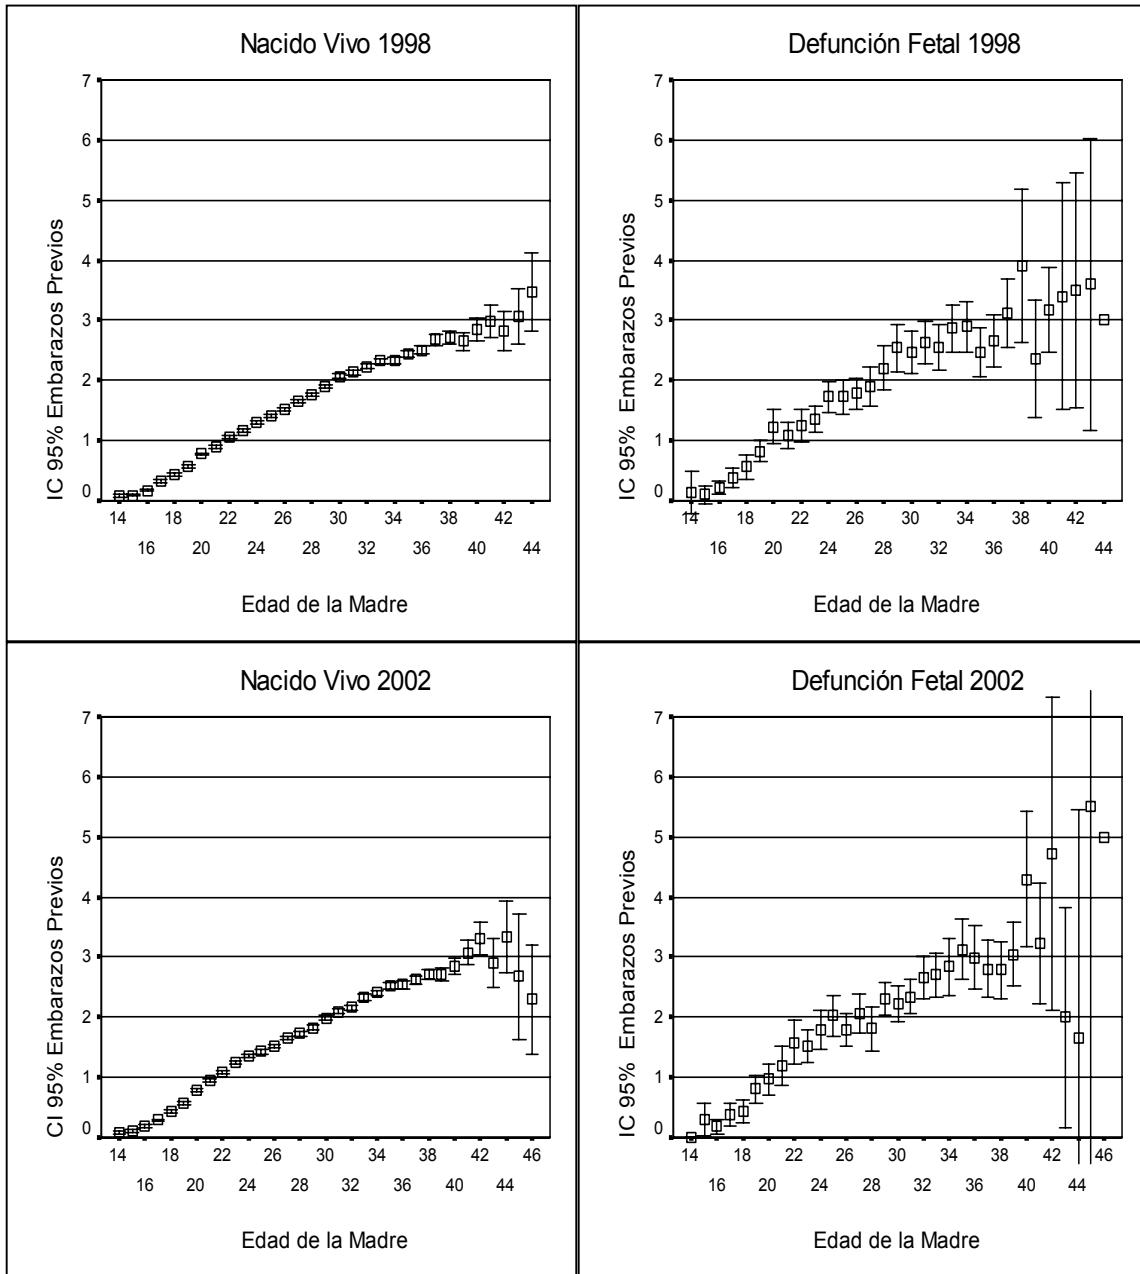 Nacido Vivo 1998
IC 95% Embarazos Previos
7
6
5
4
3
2
1
0
14 18 22 26 30 34 38 42
16 20 24 28 32 36 40 44
Edad de la Madre
Defunción Fetal 1998
IC 95% Embarazos Previos
7
6
5
4
3
2
1
0
14 18 22 26 30 34 38 42
16 20 24 28 32 36 40 44
Edad de la Madre
Nacido Vivo 2002
CI 95% Embarazos Previos
7
6
5
4
3
2
1
0
14 18 22 26 30 34 38 42 46
16 20 24 28 32 36 40 44
Edad de la Madre
Defunción Fetal 2002
IC 95% Embarazos Previos
7
6
5
4
3
2
1
0
14 18 22 26 30 34 38 42 46
16 20 24 28 32 36 40 44
Edad de la Madre